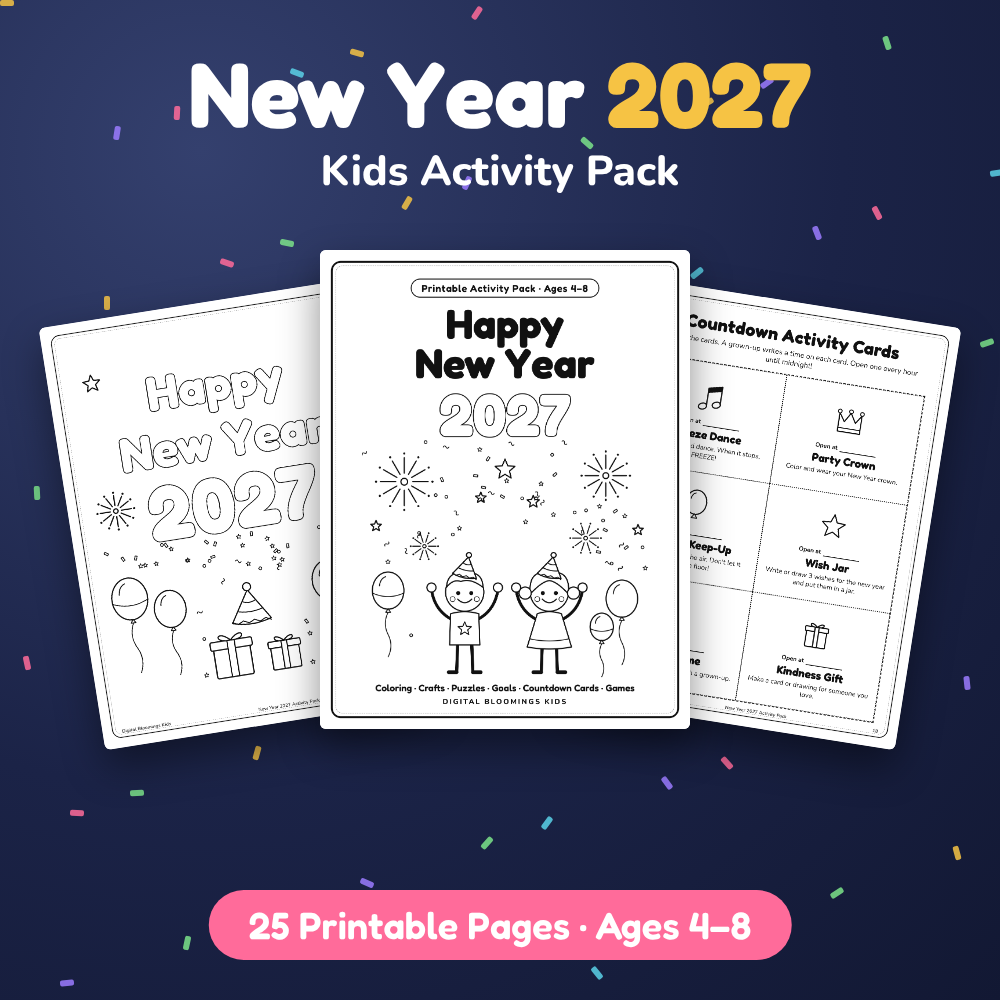 New Year 2027
Kids Activity Pack
Happy
New Year
2027
Digital Bloomings Kids
New Year 2027 Activity
Printable Activity Pack · Ages 4–8
Happy
New Year
2027
Coloring · Crafts · Puzzles · Goals · Countdown Cards · Games
DIGITAL BLOOMINGS KIDS
Countdown Activity Cards
the cards. A grown-up writes a time on each card. Open one every hour
until midnight!
Open at
Party Crown
Color and wear your New Year crown.
Dance
dance. When it stops,
FREEZE!
Open at
Wish Jar
Write or draw 3 wishes for the new year
and put them in a jar.
Keep-Up
the air. Don't let it
floor!
Open at
Kindness Gift
Make a card or drawing for someone you
love.
a grown-up.
New Year 2027 Activity Pack
25 Printable Pages · Ages 4–8